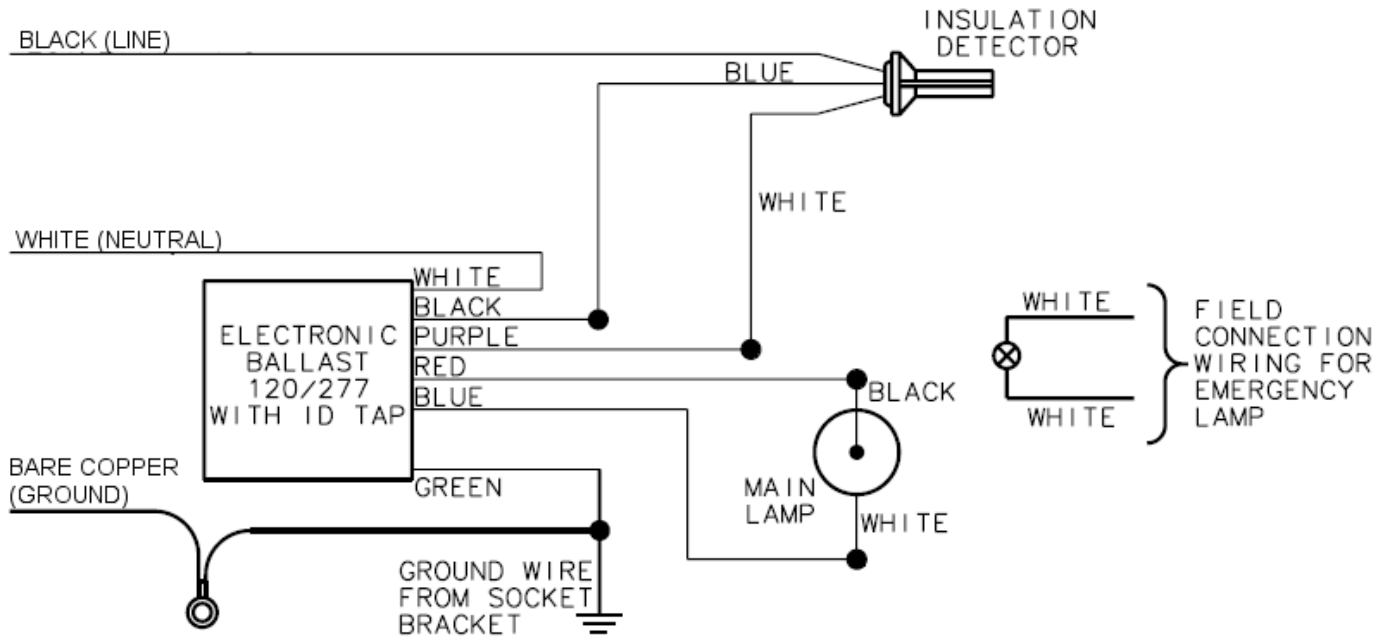 BLACK (LINE)
INSULATION
DETECTOR
BLUE
WHITE
WHITE (NEUTRAL)
WHITE
BLACK
PURPLE
RED
BLUE
GREEN
ELECTRONIC
BALLAST
120/277
WITH ID TAP
BLACK
MAIN
LAMP
WHITE
WHITE
WHITE
FIELD
CONNECTION
WIRING FOR
EMERGENCY
LAMP
BARE COPPER
(GROUND)
GROUND WIRE
FROM SOCKET
BRACKET